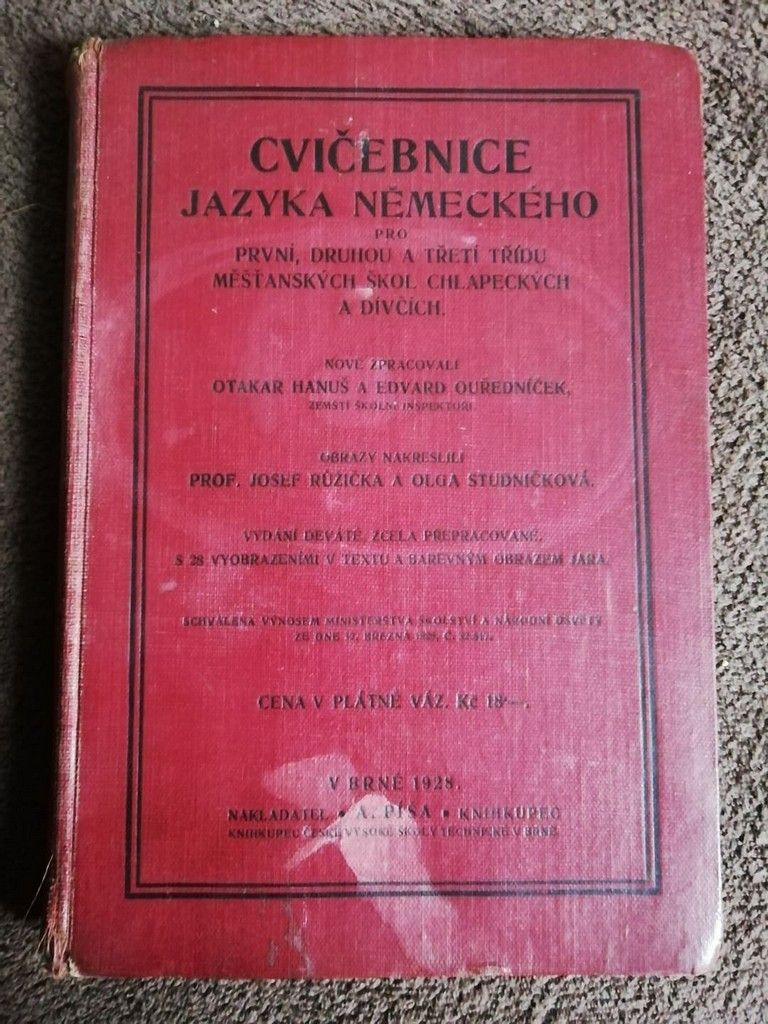 CVIČEBNICE
JAZYKA NĚMECKÉHO
PRO
PRVNÍ, DRUHOU A TŘETÍ TŘÍDU
MĚŠŤANSKÝCH ŠKOL CHLAPECKÝCH
A DÍVČÍCH.
NOVĚ ZPRACOVALI
OTAKAR HANUŠ A EDVARD OUŘEDNÍČEK,
ZEMŠTÍ ŠKOLNÍ INSPEKTOŘI.
OBRAZY NAKRESLILI
PROF. JOSEF RŮŽIČKA A OLGA STUDNIČKOVÁ.
VYDÁNÍ DEVÁTÉ, ZCELA PŘEPRACOVANÉ,
S 28 VYOBRAZENÍMI V TEXTU A BAREVNÝM OBRAZEM JARA.
SCHVÁLENA VÝNOSEM MINISTERSTVA ŠKOLSTVÍ A NÁRODNÍ OSVĚTY
ZE DNE BŘEZNA Č.
CENA V PLÁTNĚ VÁZ. Kč 18·—.
V BRNĚ 1928.
NAKLADATEL • A. PÍŠA • KNIHKUPEC
KNIHKUPEC ČESKÉ VYSOKÉ ŠKOLY TECHNICKÉ V BRNĚ.